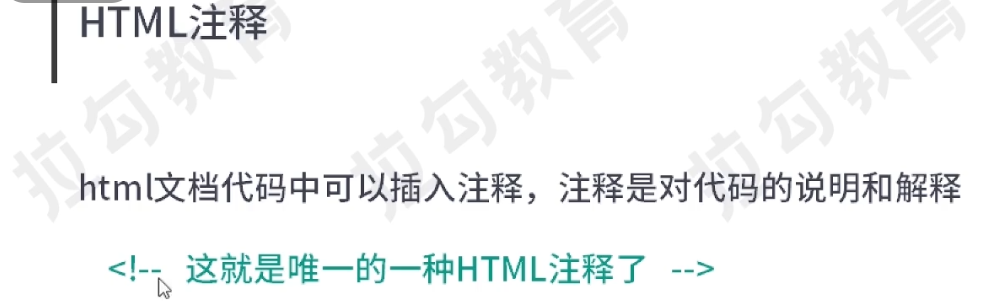 HTML注释
html文档代码中可以插入注释，注释是对代码的说明和解释
<!-- 这就是唯一的一种HTML注释了 -->
拉勾教育 拉勾教育 拉勾教育